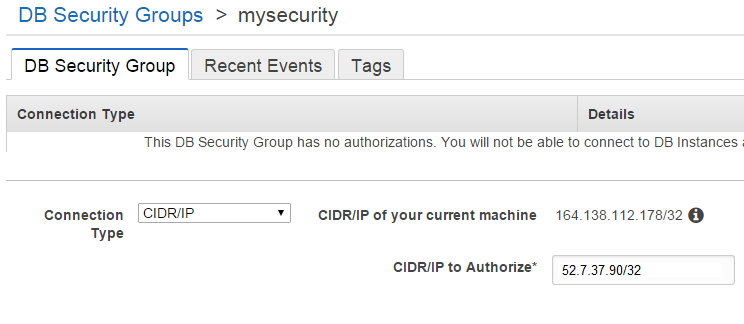 DB Security Groups > mysecurity
DB Security Group Recent Events Tags
Connection Type Details
This DB Security Group has no authorizations. You will not be able to connect to DB Instances
Connection Type CIDR/IP CIDR/IP of your current machine 164.138.112.178/32
CIDR/IP to Authorize* 52.7.37.90/32